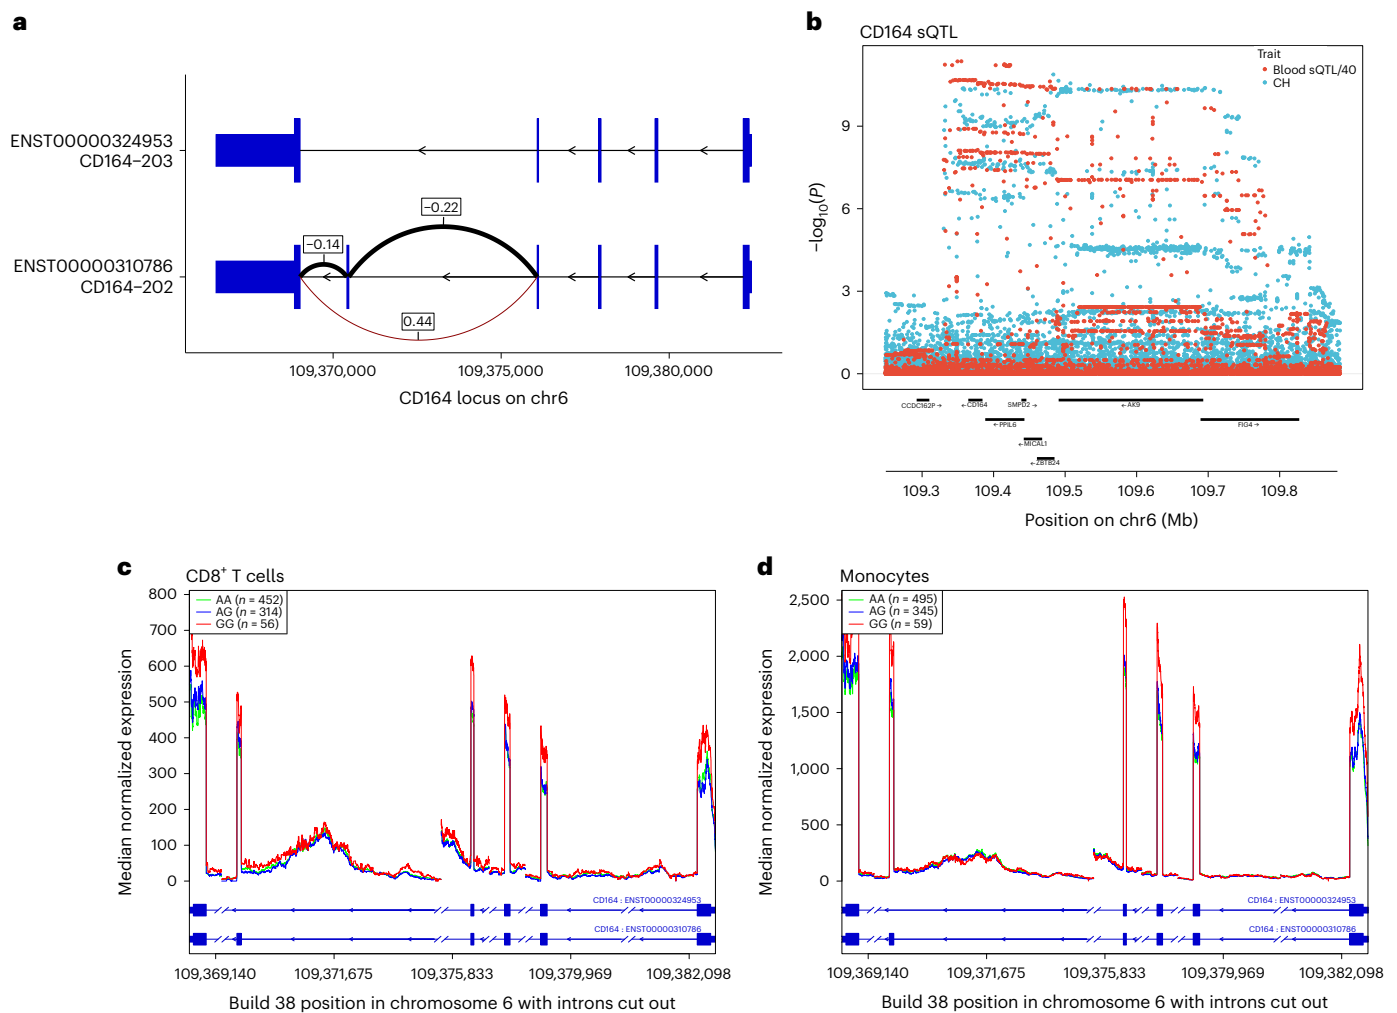 a
ENST00000324953
CD164–203
−0.22
−0.14
ENST00000310786
CD164–202
0.44
109,370,000 109,375,000 109,380,000
CD164 locus on chr6
b
CD164 sQTL
Trait
Blood sQTL/40
CH
9
6
3
0
−log10(P)
CCDC162P →
← CD164
SMPD2 →
← AK9
← PPIL6
FIG4 →
← MICAL1
← ZBTB24
109.3 109.4 109.5 109.6 109.7 109.8
Position on chr6 (Mb)
c
CD8+ T cells
AA (n = 452)
AG (n = 314)
GG (n = 56)
800
700
600
500
400
300
200
100
0
Median normalized expression
CD164 : ENST00000324953
CD164 : ENST00000310786
109,369,140 109,371,675 109,375,833 109,379,969 109,382,098
Build 38 position in chromosome 6 with introns cut out
d
Monocytes
AA (n = 495)
AG (n = 345)
GG (n = 59)
2,500
2,000
1,500
1,000
500
0
Median normalized expression
CD164 : ENST00000324953
CD164 : ENST00000310786
109,369,140 109,371,675 109,375,833 109,379,969 109,382,098
Build 38 position in chromosome 6 with introns cut out